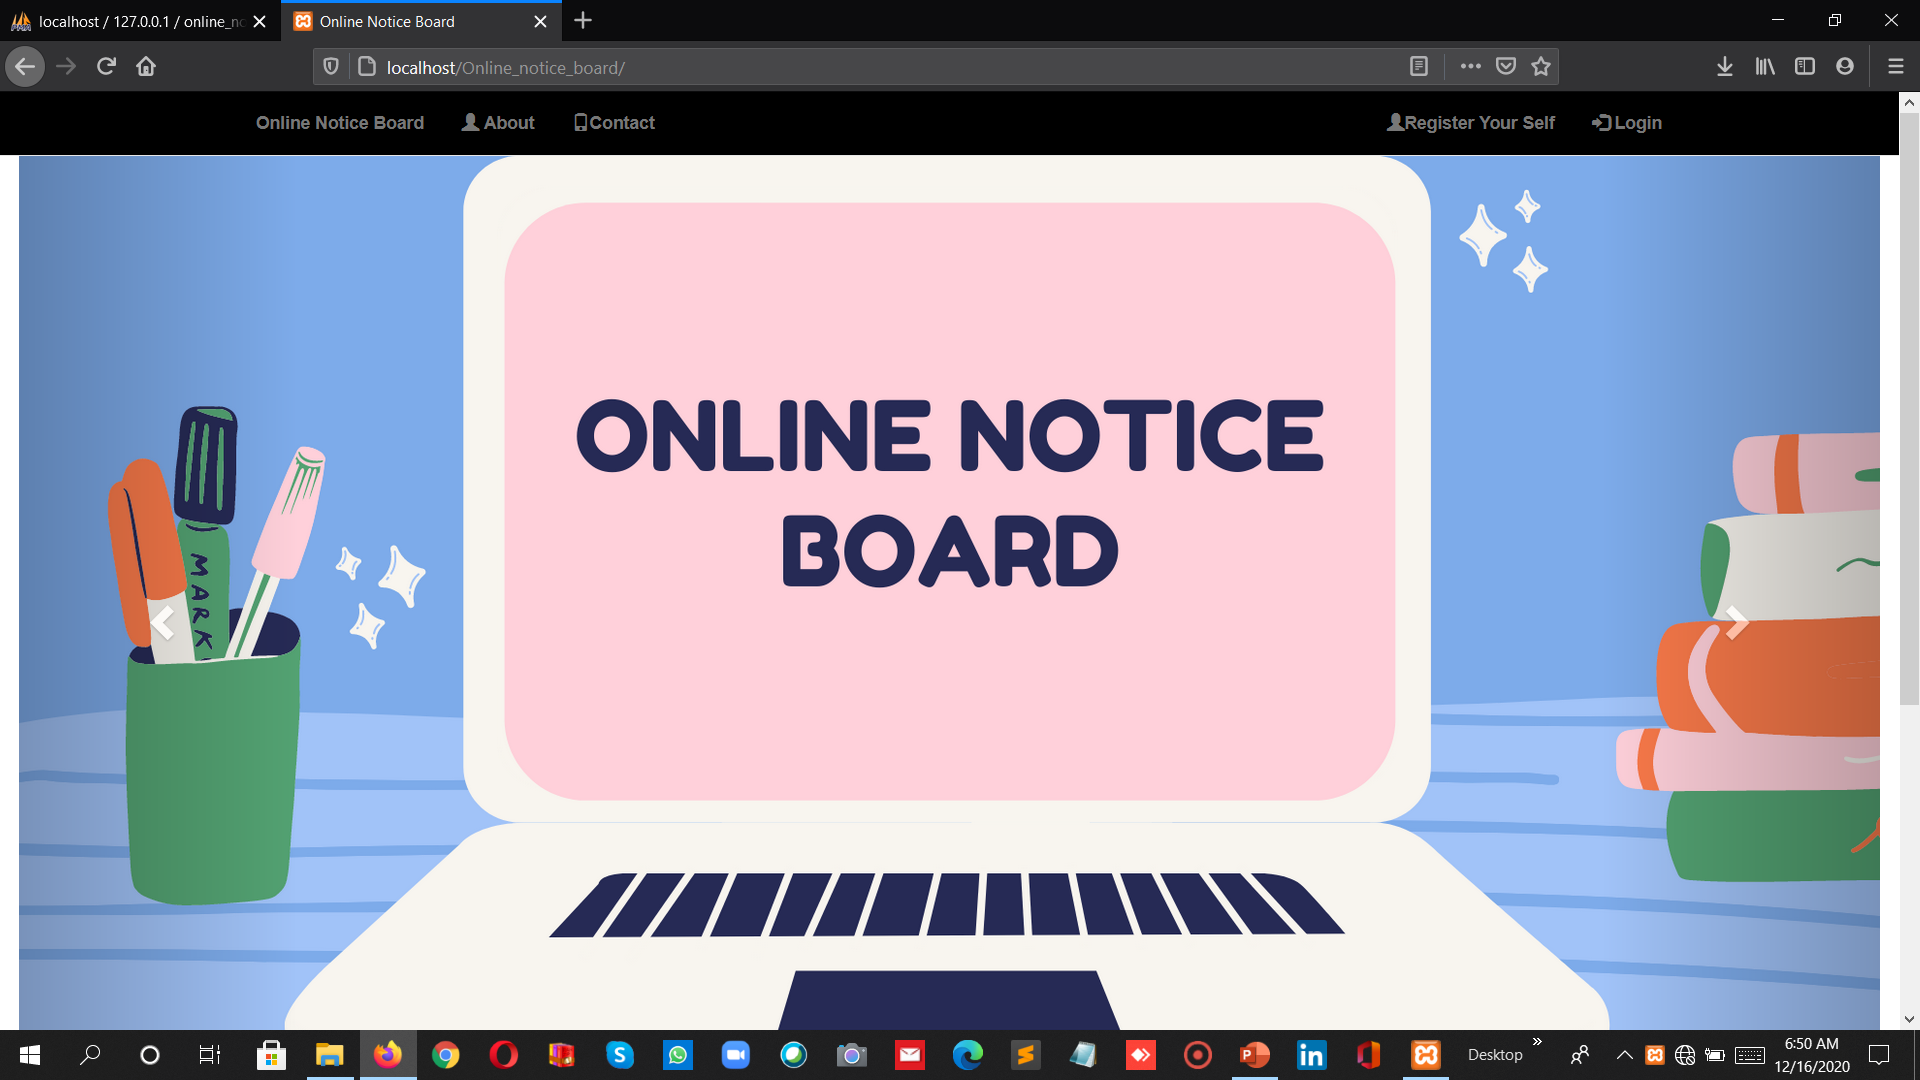 localhost / 127.0.0.1 / online_no
Online Notice Board
localhost/Online_notice_board/
Online Notice Board
About
Contact
Register Your Self
Login
ONLINE NOTICE
BOARD
MARK
Desktop
6:50 AM
12/16/2020